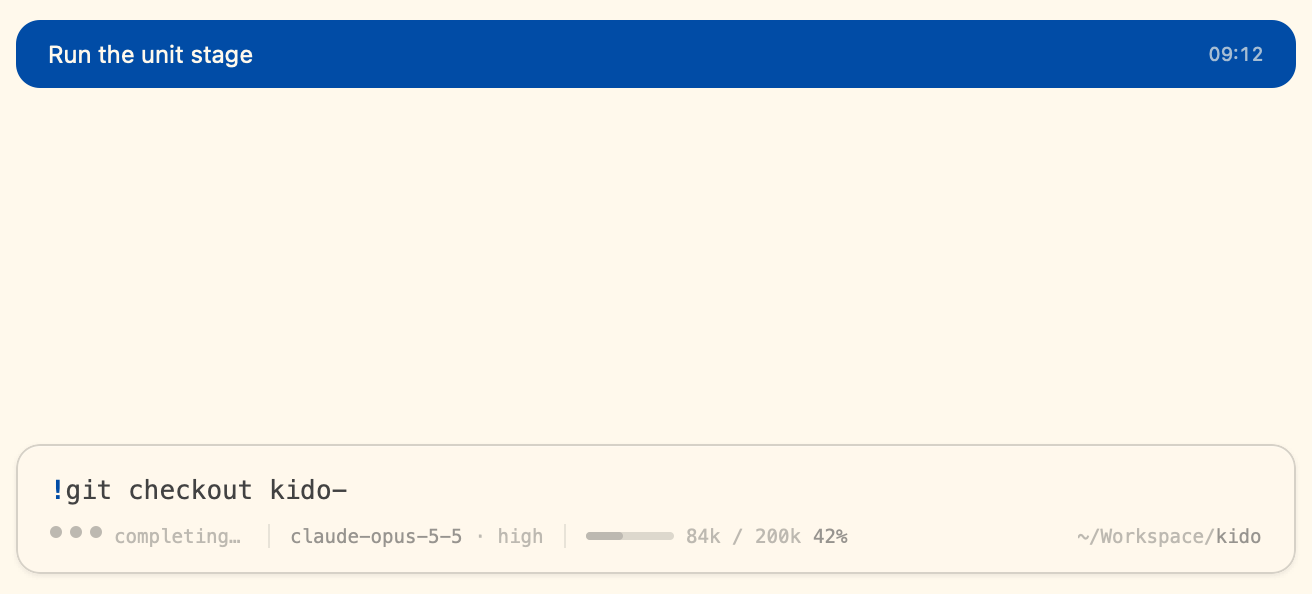 Run the unit stage 09:12
!git checkout kido-
completing… claude-opus-5-5 · high 84k / 200k 42% ~/Workspace/kido